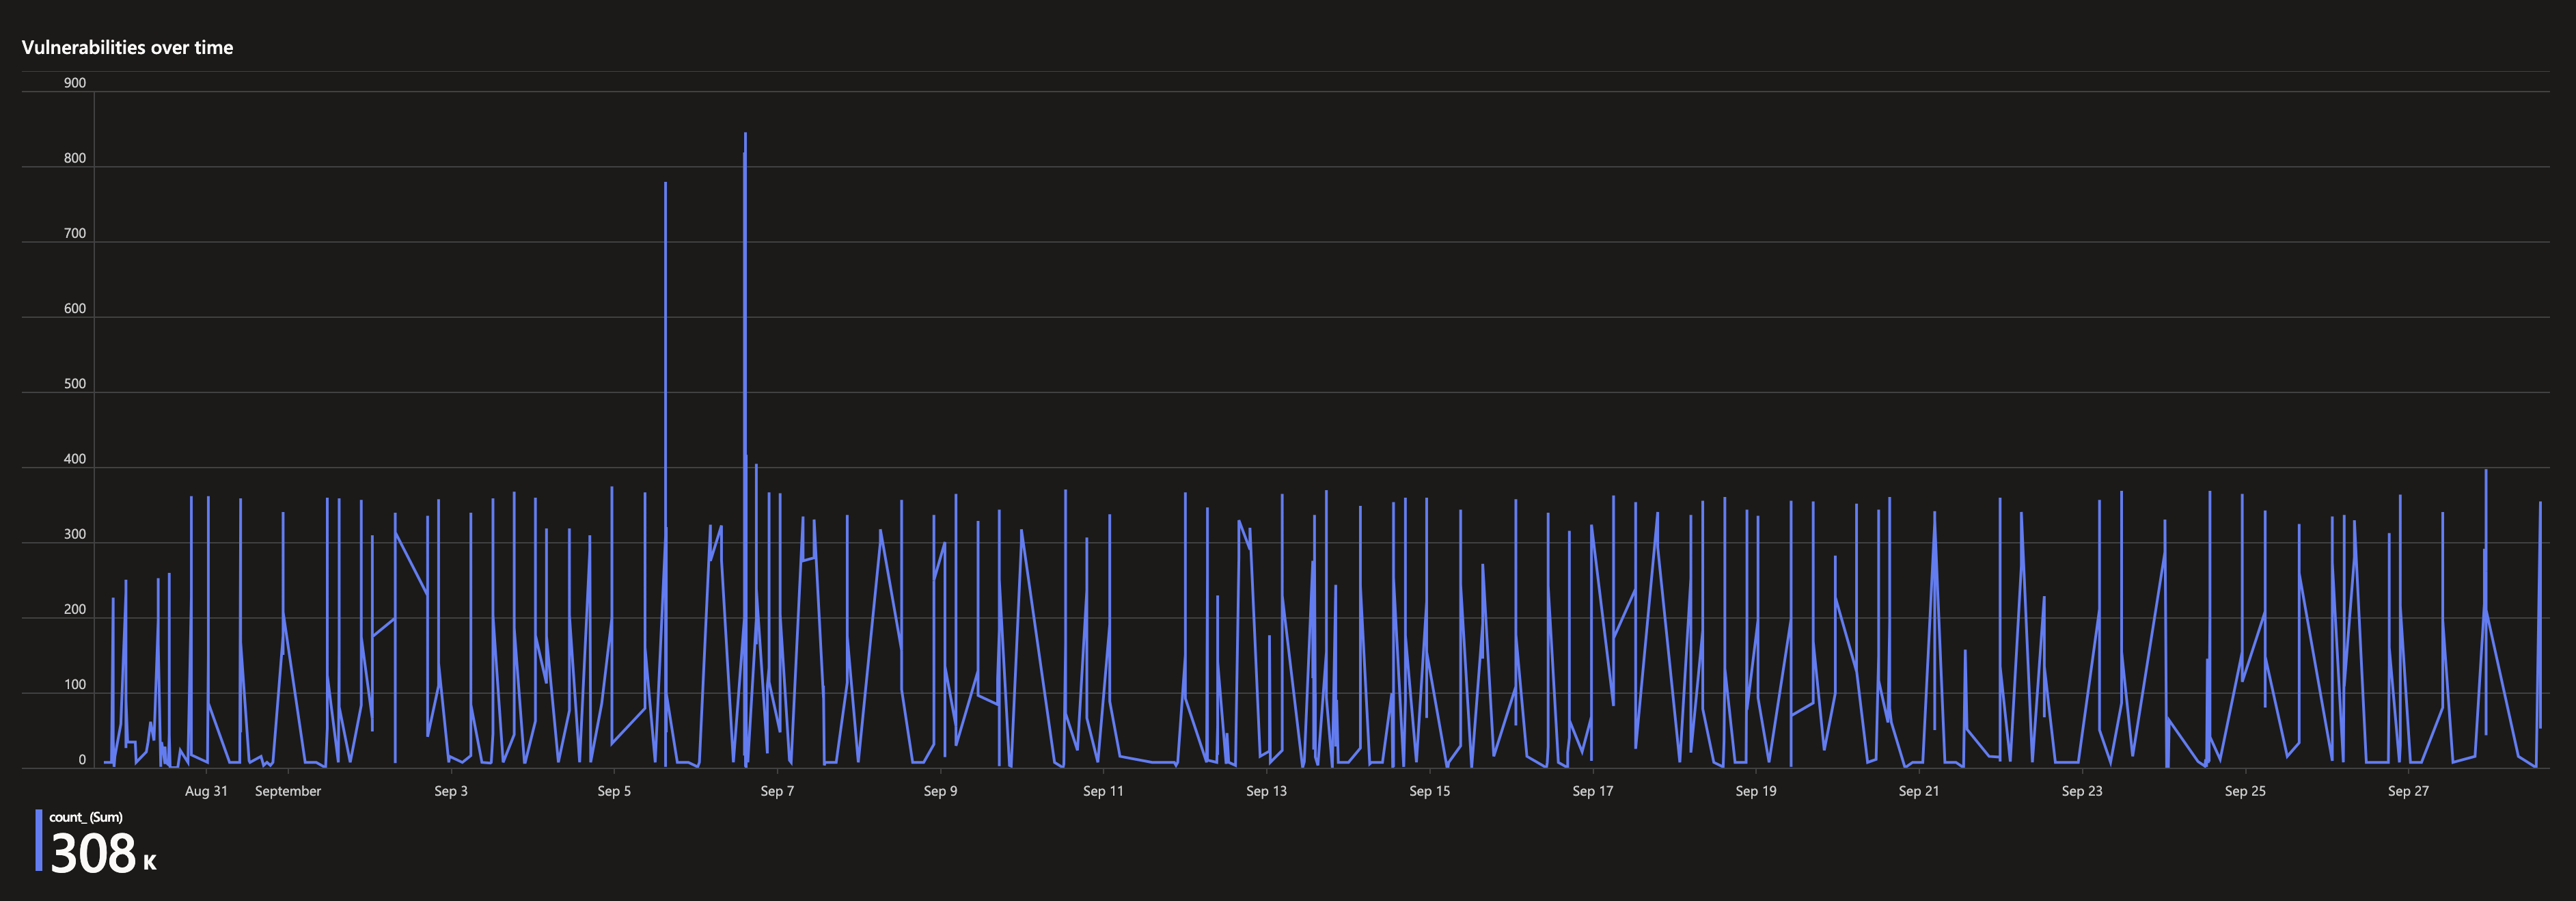 Vulnerabilities over time
900
800
700
600
500
400
300
200
100
0
Aug 31 September Sep 3 Sep 5 Sep 7 Sep 9 Sep 11 Sep 13 Sep 15 Sep 17 Sep 19 Sep 21 Sep 23 Sep 25 Sep 27
count_ (Sum)
308 K